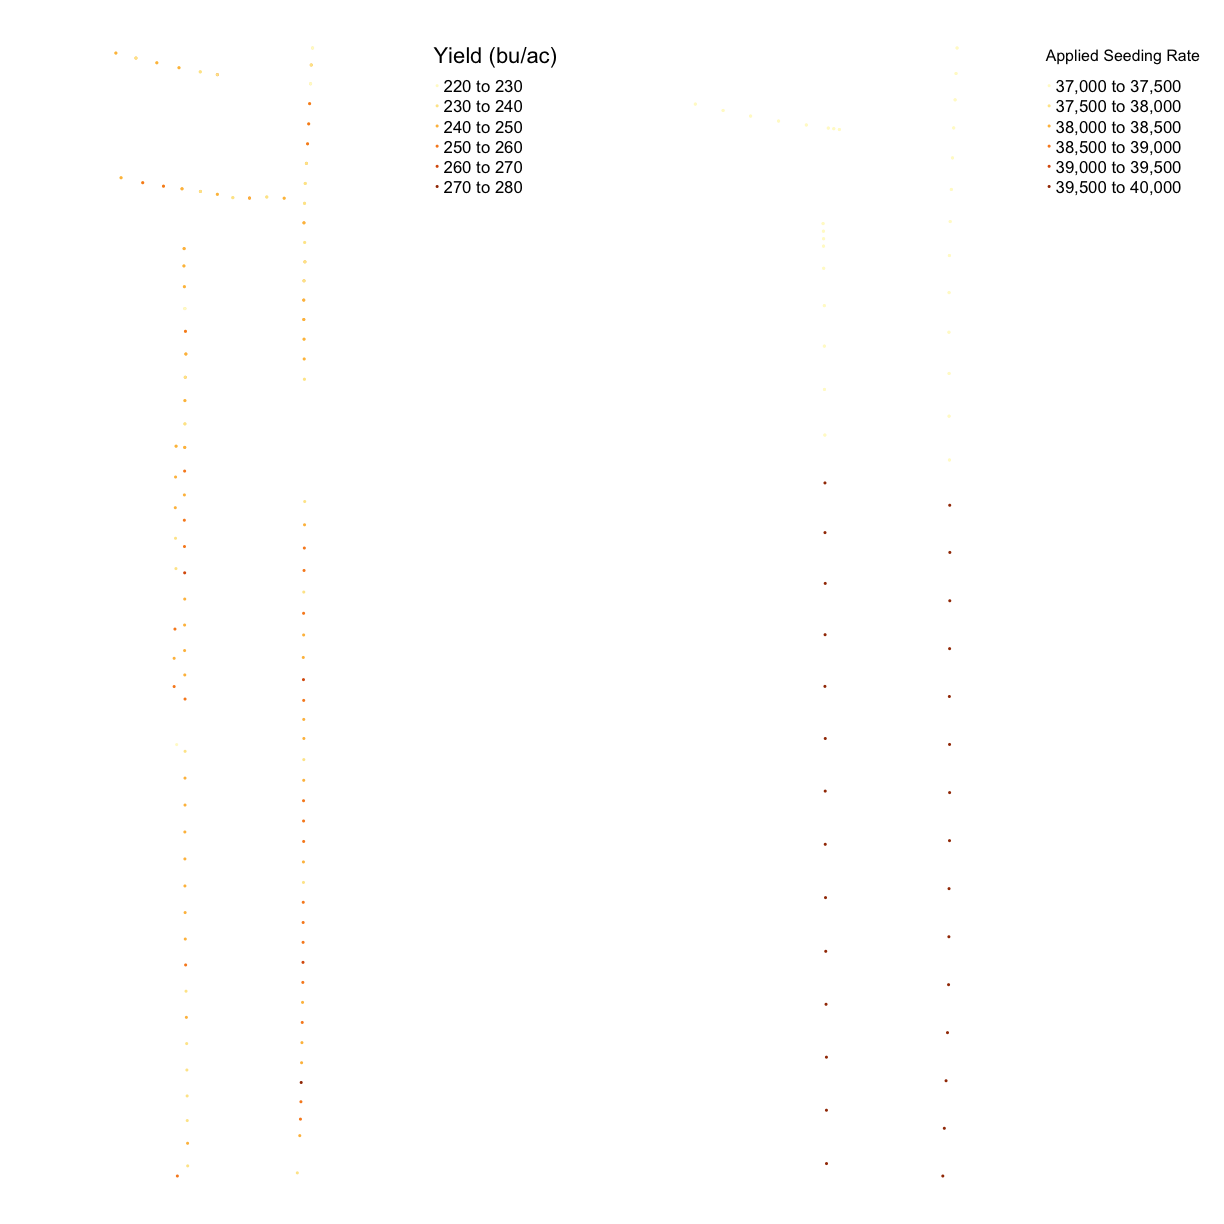 Yield (bu/ac)
220 to 230
230 to 240
240 to 250
250 to 260
260 to 270
270 to 280
Applied Seeding Rate
37,000 to 37,500
37,500 to 38,000
38,000 to 38,500
38,500 to 39,000
39,000 to 39,500
39,500 to 40,000